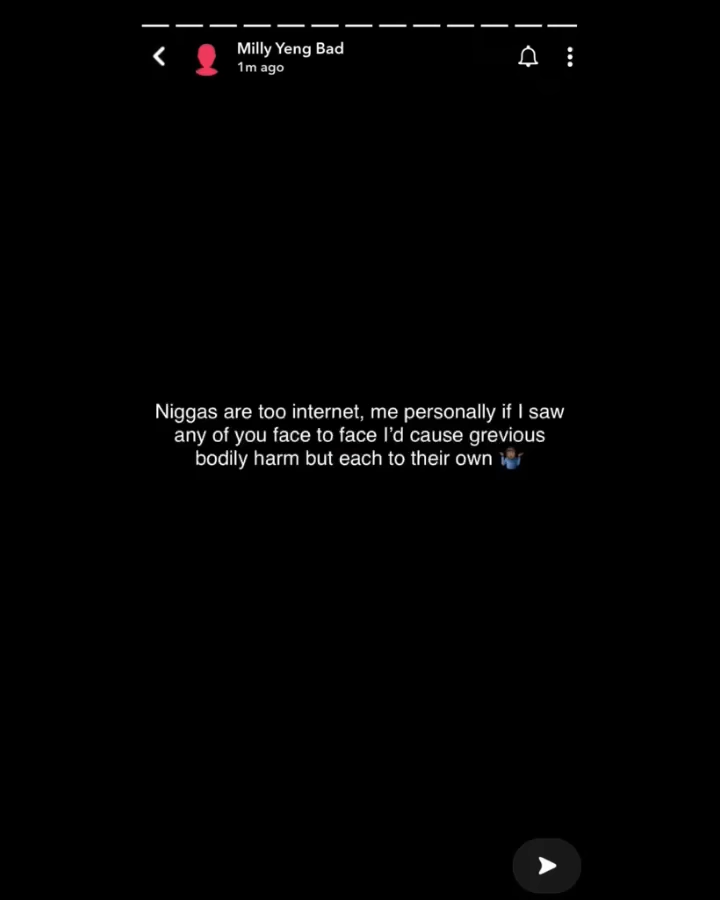 Milly Yeng Bad
1m ago
Niggas are too internet, me personally if I saw
any of you face to face I'd cause grevious
bodily harm but each to their own 🤷🏾‍♂️